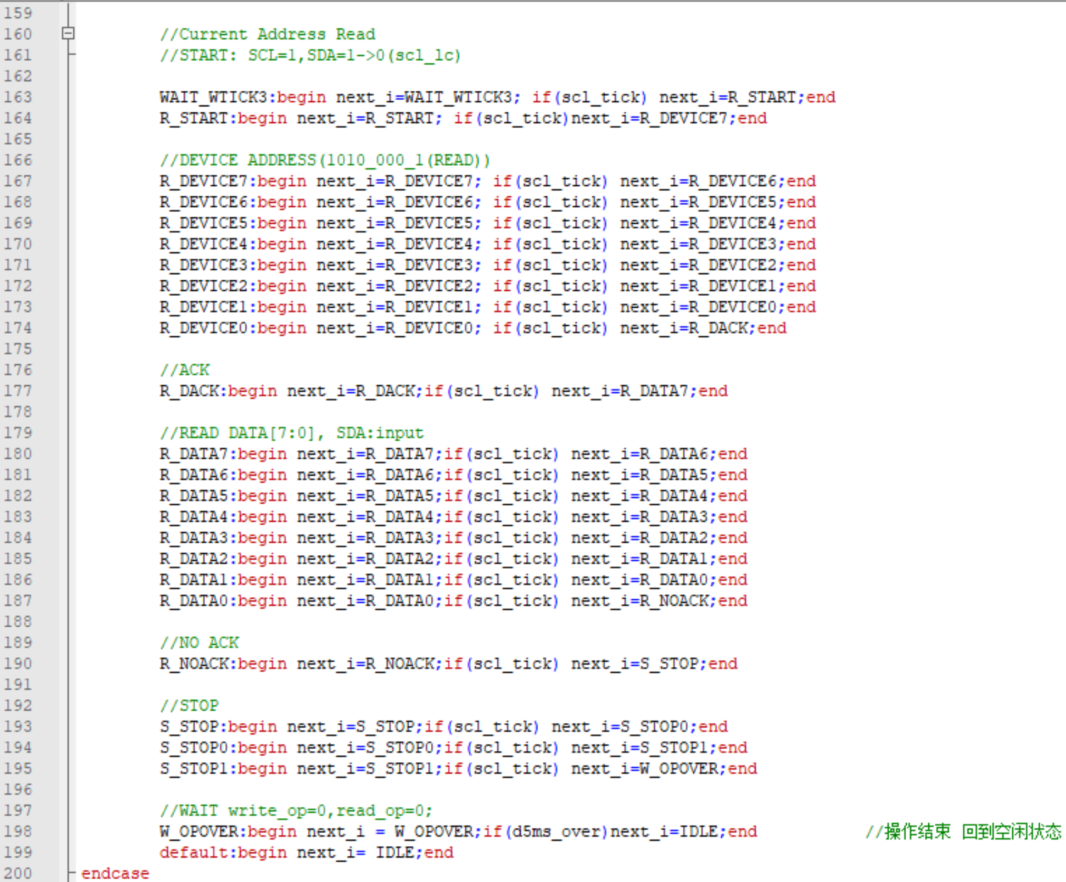 159
160 //Current Address Read
161 //START: SCL=1,SDA=1->0(scl_lc)
162
163 WAIT_WTICK3:begin next_i=WAIT_WTICK3; if(scl_tick) next_i=R_START;end
164 R_START:begin next_i=R_START; if(scl_tick)next_i=R_DEVICE7;end
165
166 //DEVICE ADDRESS(1010_000_1(READ))
167 R_DEVICE7:begin next_i=R_DEVICE7; if(scl_tick) next_i=R_DEVICE6;end
168 R_DEVICE6:begin next_i=R_DEVICE6; if(scl_tick) next_i=R_DEVICE5;end
169 R_DEVICE5:begin next_i=R_DEVICE5; if(scl_tick) next_i=R_DEVICE4;end
170 R_DEVICE4:begin next_i=R_DEVICE4; if(scl_tick) next_i=R_DEVICE3;end
171 R_DEVICE3:begin next_i=R_DEVICE3; if(scl_tick) next_i=R_DEVICE2;end
172 R_DEVICE2:begin next_i=R_DEVICE2; if(scl_tick) next_i=R_DEVICE1;end
173 R_DEVICE1:begin next_i=R_DEVICE1; if(scl_tick) next_i=R_DEVICE0;end
174 R_DEVICE0:begin next_i=R_DEVICE0; if(scl_tick) next_i=R_DACK;end
175
176 //ACK
177 R_DACK:begin next_i=R_DACK;if(scl_tick) next_i=R_DATA7;end
178
179 //READ DATA[7:0], SDA:input
180 R_DATA7:begin next_i=R_DATA7;if(scl_tick) next_i=R_DATA6;end
181 R_DATA6:begin next_i=R_DATA6;if(scl_tick) next_i=R_DATA5;end
182 R_DATA5:begin next_i=R_DATA5;if(scl_tick) next_i=R_DATA4;end
183 R_DATA4:begin next_i=R_DATA4;if(scl_tick) next_i=R_DATA3;end
184 R_DATA3:begin next_i=R_DATA3;if(scl_tick) next_i=R_DATA2;end
185 R_DATA2:begin next_i=R_DATA2;if(scl_tick) next_i=R_DATA1;end
186 R_DATA1:begin next_i=R_DATA1;if(scl_tick) next_i=R_DATA0;end
187 R_DATA0:begin next_i=R_DATA0;if(scl_tick) next_i=R_NOACK;end
188
189 //NO ACK
190 R_NOACK:begin next_i=R_NOACK;if(scl_tick) next_i=S_STOP;end
191
192 //STOP
193 S_STOP:begin next_i=S_STOP;if(scl_tick) next_i=S_STOP0;end
194 S_STOP0:begin next_i=S_STOP0;if(scl_tick) next_i=S_STOP1;end
195 S_STOP1:begin next_i=S_STOP1;if(scl_tick) next_i=W_OPOVER;end
196
197 //WAIT write_op=0,read_op=0;
198 W_OPOVER:begin next_i = W_OPOVER;if(d5ms_over)next_i=IDLE;end //操作结束 回到空闲状态
199 default:begin next_i= IDLE;end
200 endcase